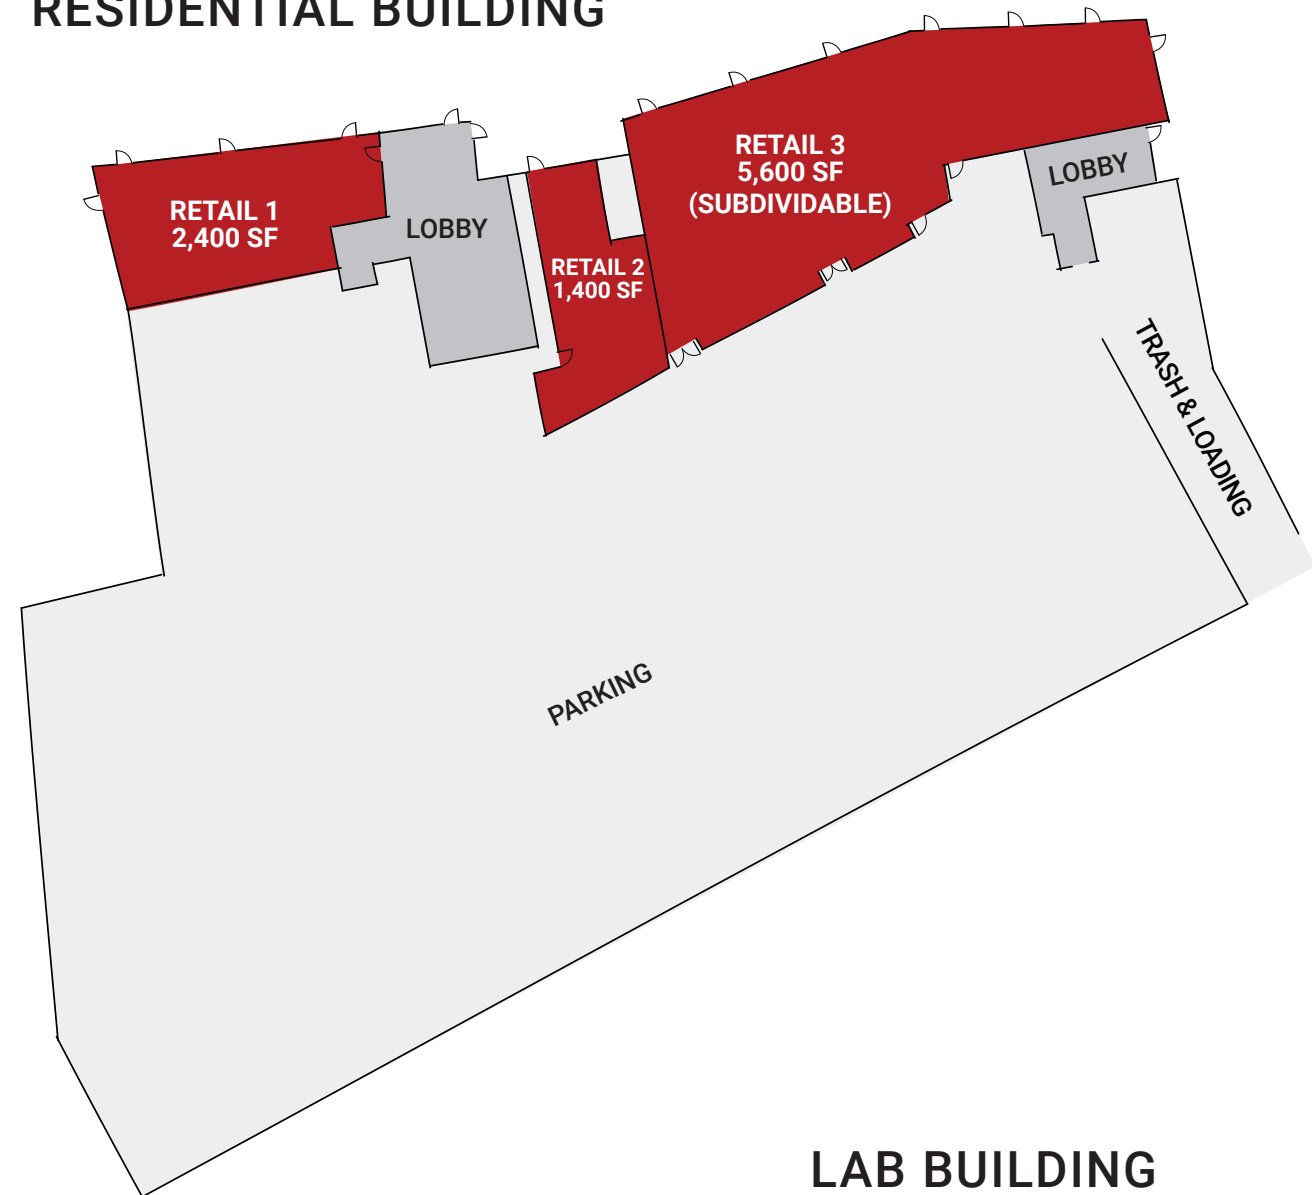 RESIDENTIAL BUILDING
RETAIL 1
2,400 SF
LOBBY
RETAIL 2
1,400 SF
RETAIL 3
5,600 SF
(SUBDIVIDABLE)
LOBBY
TRASH & LOADING
PARKING
LAB BUILDING